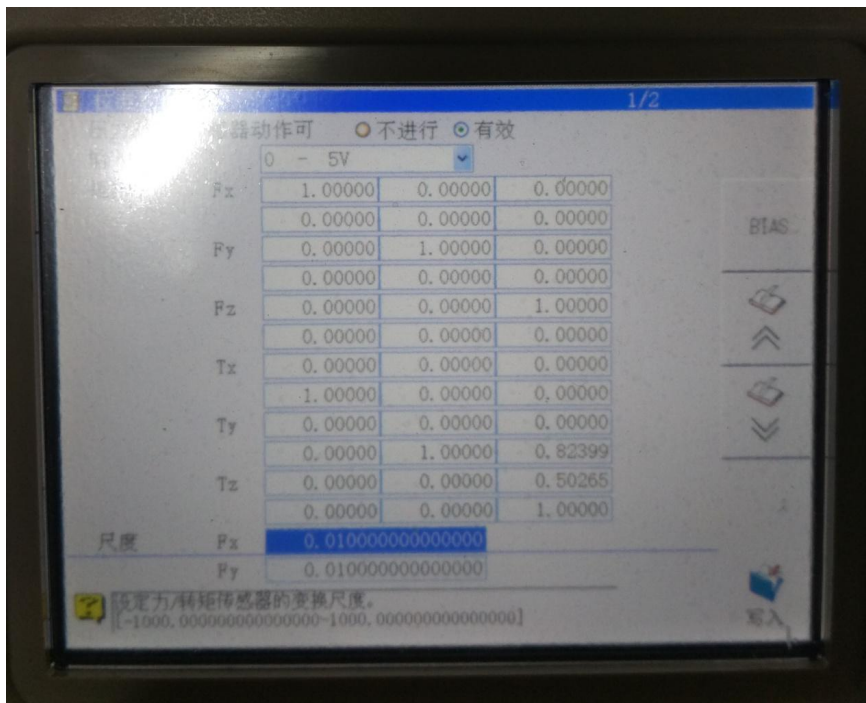 1/2
器动作可 不进行 有效
0 - 5V
Fx 1.00000 0.00000 0.00000
0.00000 0.00000 0.00000
BIAS
Fy 0.00000 1.00000 0.00000
0.00000 0.00000 0.00000
Fz 0.00000 0.00000 1.00000
0.00000 0.00000 0.00000
Tx 0.00000 0.00000 0.00000
1.00000 0.00000 0.00000
Ty 0.00000 0.00000 0.00000
0.00000 1.00000 0.82399
Tz 0.00000 0.00000 0.50265
0.00000 0.00000 1.00000
尺度 Fx 0.010000000000000
Fy 0.010000000000000
设定力/转矩传感器的变换尺度。
[-1000.000000000000000-1000.000000000000000]
写入